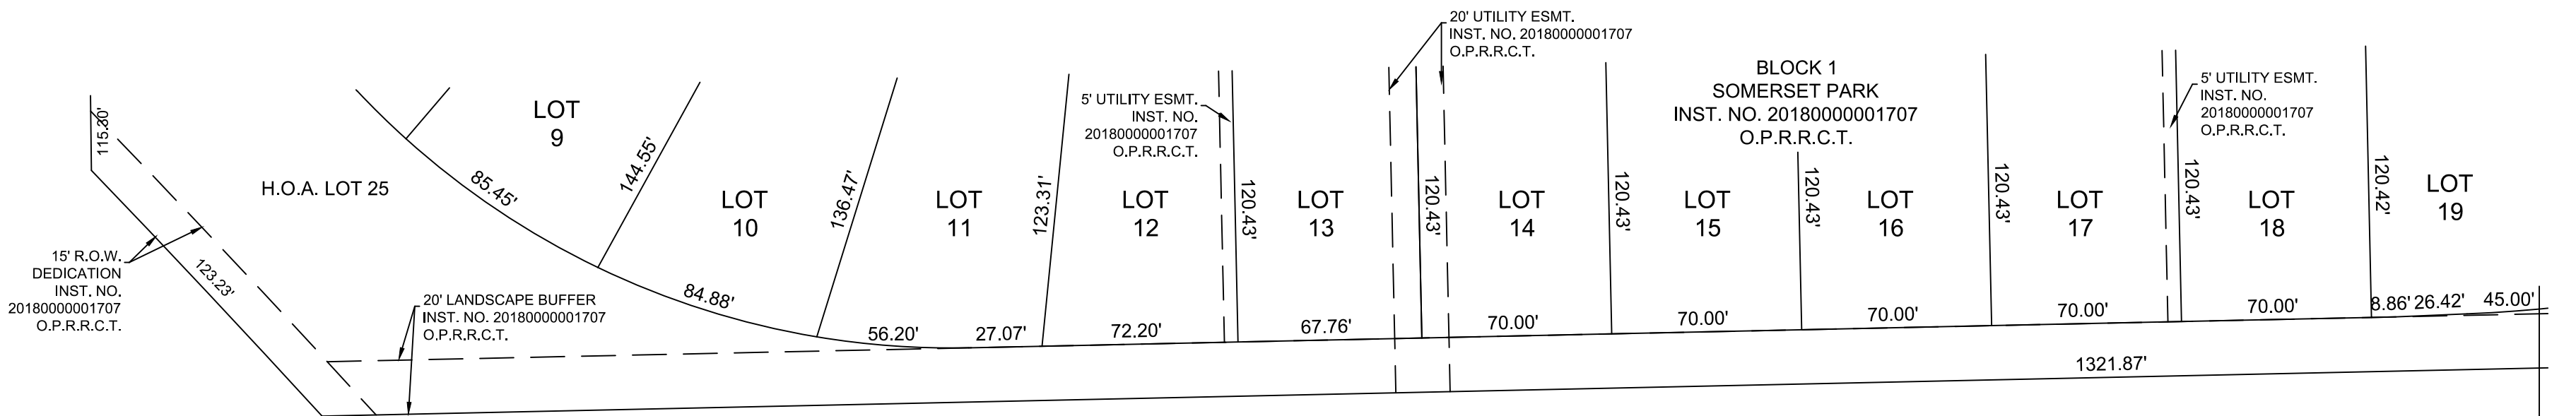 20' UTILITY ESMT.
INST. NO. 20180000001707
O.P.R.R.C.T.
BLOCK 1
SOMERSET PARK
INST. NO. 20180000001707
O.P.R.R.C.T.
5' UTILITY ESMT.
INST. NO.
20180000001707
O.P.R.R.C.T.
5' UTILITY ESMT.
INST. NO.
20180000001707
O.P.R.R.C.T.
115.80'
H.O.A. LOT 25
LOT
9
LOT
10
LOT
11
LOT
12
LOT
13
LOT
14
LOT
15
LOT
16
LOT
17
LOT
18
LOT
19
85.45'
144.55'
136.47'
123.31'
120.43'
120.43'
120.43'
120.43'
120.43'
120.43'
120.42'
15' R.O.W.
DEDICATION
INST. NO.
20180000001707
O.P.R.R.C.T.
123.23'
20' LANDSCAPE BUFFER
INST. NO. 20180000001707
O.P.R.R.C.T.
84.88'
56.20'
27.07'
72.20'
67.76'
70.00'
70.00'
70.00'
70.00'
70.00'
8.86'
26.42'
45.00'
1321.87'